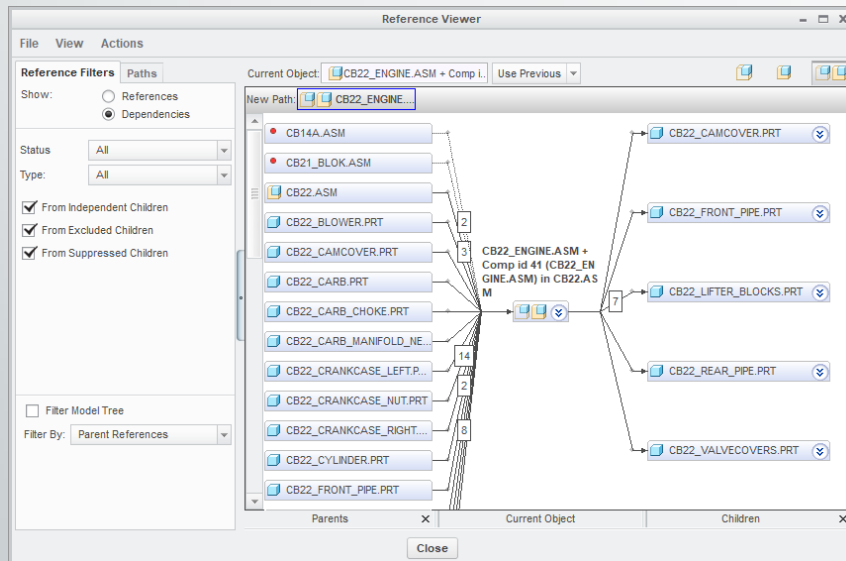 Reference Viewer
File View Actions
Reference Filters Paths
Current Object: CB22_ENGINE.ASM + Comp i.. Use Previous
Show: References
Dependencies
New Path: CB22_ENGINE....
Status All
Type: All
From Independent Children
From Excluded Children
From Suppressed Children
Filter Model Tree
Filter By: Parent References
CB14A.ASM
CB21_BLOK.ASM
CB22.ASM
CB22_BLOWER.PRT
CB22_CAMCOVER.PRT
CB22_CARB.PRT
CB22_CARB_CHOKE.PRT
CB22_CARB_MANIFOLD_NE...
CB22_CRANKCASE_LEFT.P...
CB22_CRANKCASE_NUT.PRT
CB22_CRANKCASE_RIGHT....
CB22_CYLINDER.PRT
CB22_FRONT_PIPE.PRT
2
3
14
2
8
CB22_ENGINE.ASM +
Comp id 41 (CB22_EN
GINE.ASM) in CB22.AS
M
7
CB22_CAMCOVER.PRT
CB22_FRONT_PIPE.PRT
CB22_LIFTER_BLOCKS.PRT
CB22_REAR_PIPE.PRT
CB22_VALVECOVERS.PRT
Parents Current Object Children
Close